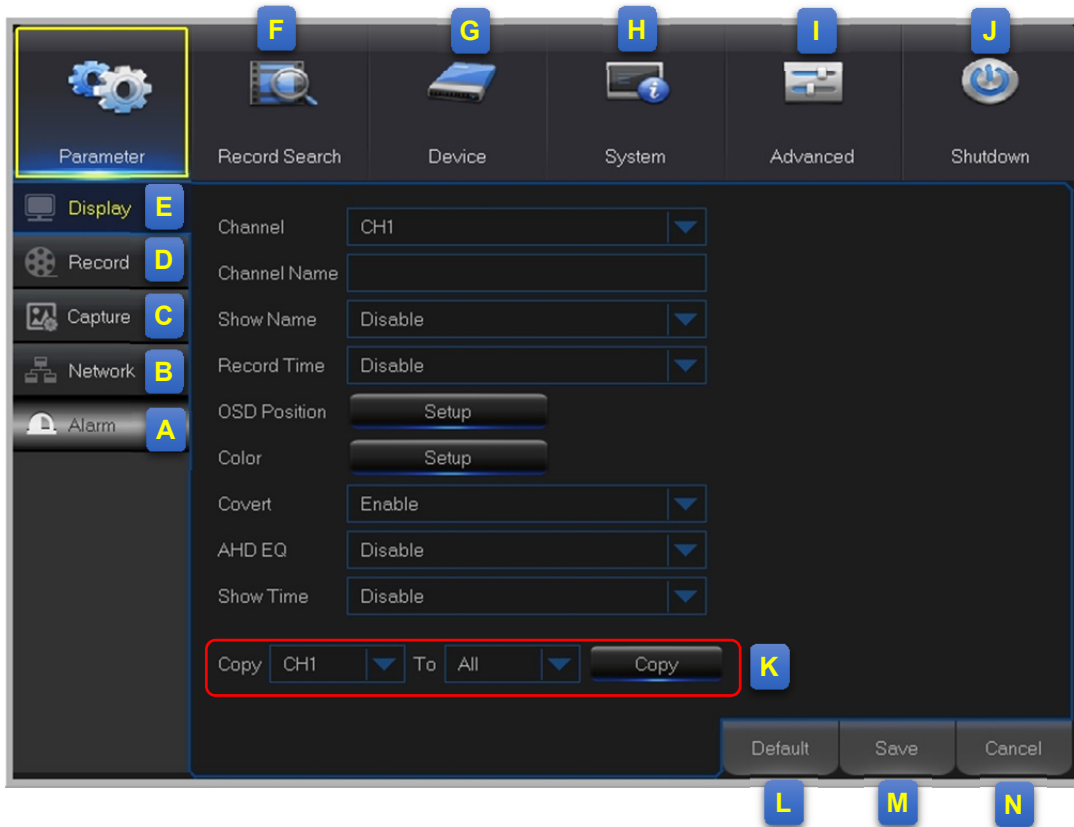 F G H I J
Parameter Record Search Device System Advanced Shutdown
Display E
Record D
Capture C
Network B
Alarm A
Channel CH1
Channel Name
Show Name Disable
Record Time Disable
OSD Position Setup
Color Setup
Covert Enable
AHD EQ Disable
Show Time Disable
Copy CH1 To All Copy K
Default Save Cancel
L M N